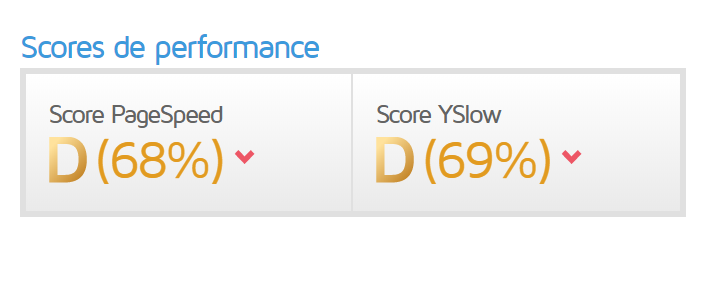 Scores de performance
Score PageSpeed
D (68%)
Score YSlow
D (69%)